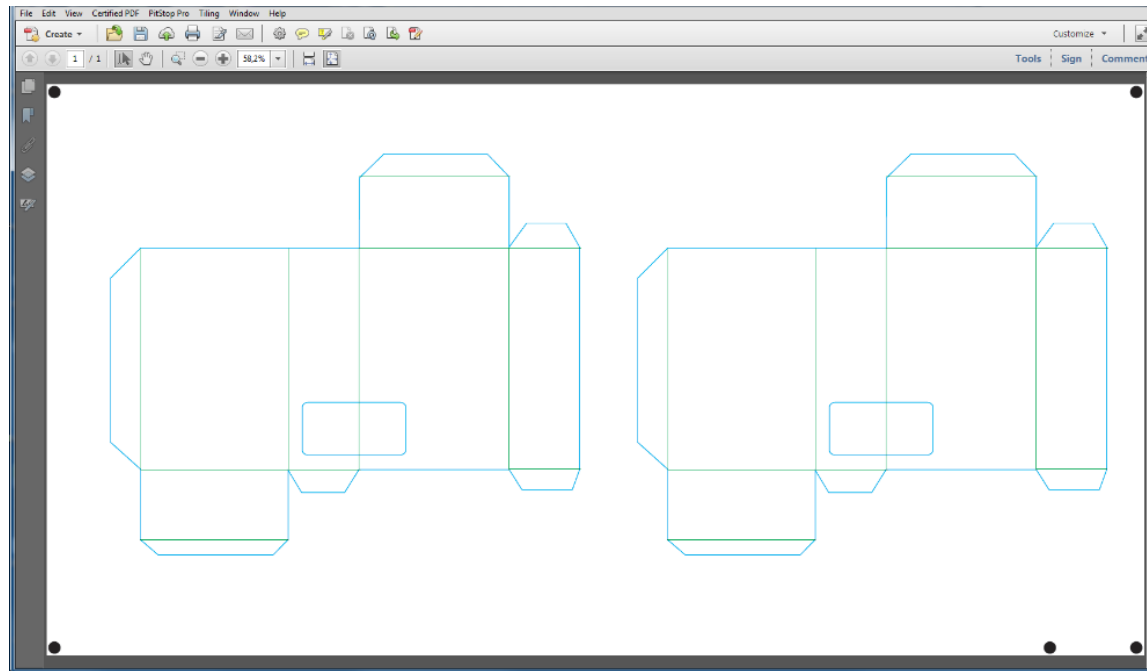 File Edit View Certified PDF PitStop Pro Tiling Window Help
Create Customize
1 / 1 58,2% Tools Sign Comment